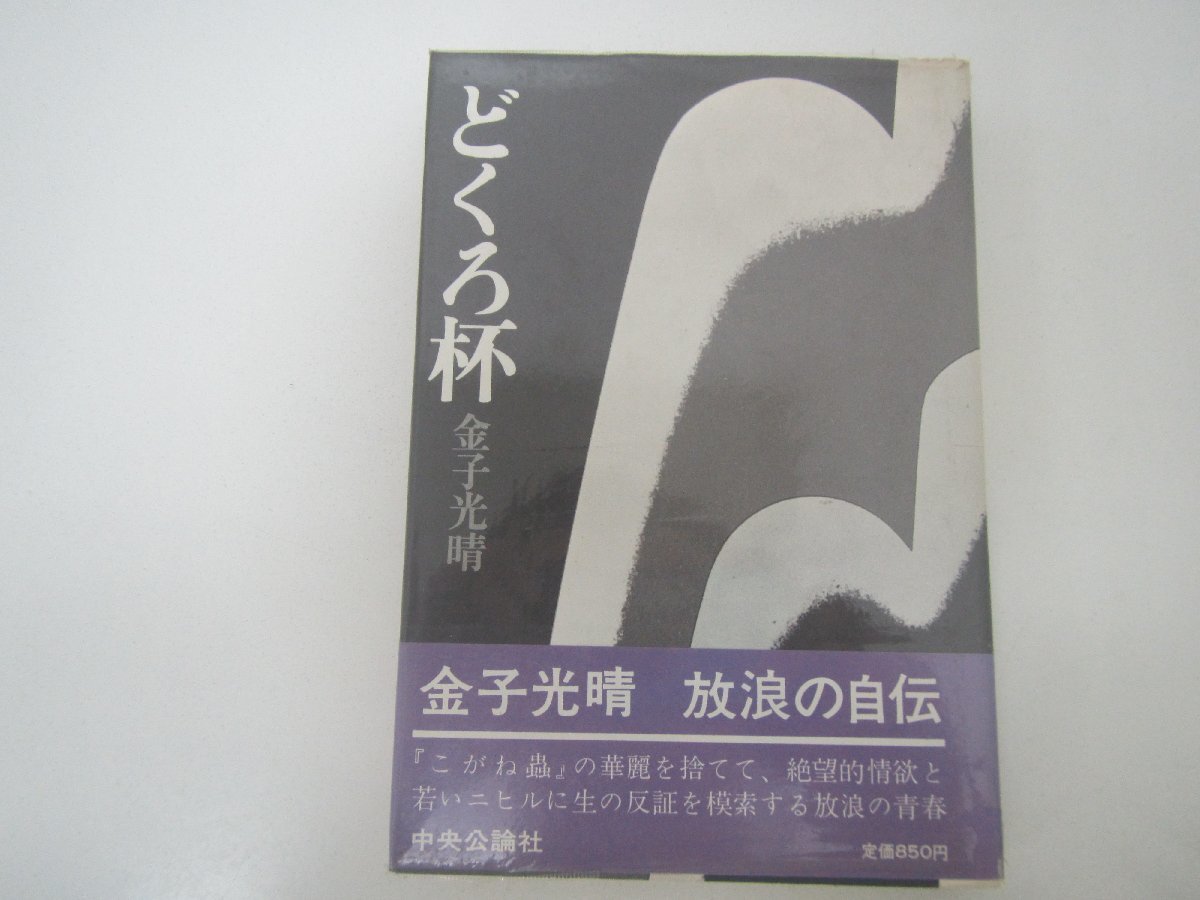 どくろ杯
金子光晴
金子光晴 放浪の自伝
『こがね蟲』の華麗を捨てて、絶望的情欲と
若いニヒルに生の反証を模索する放浪の青春
中央公論社
定価850円